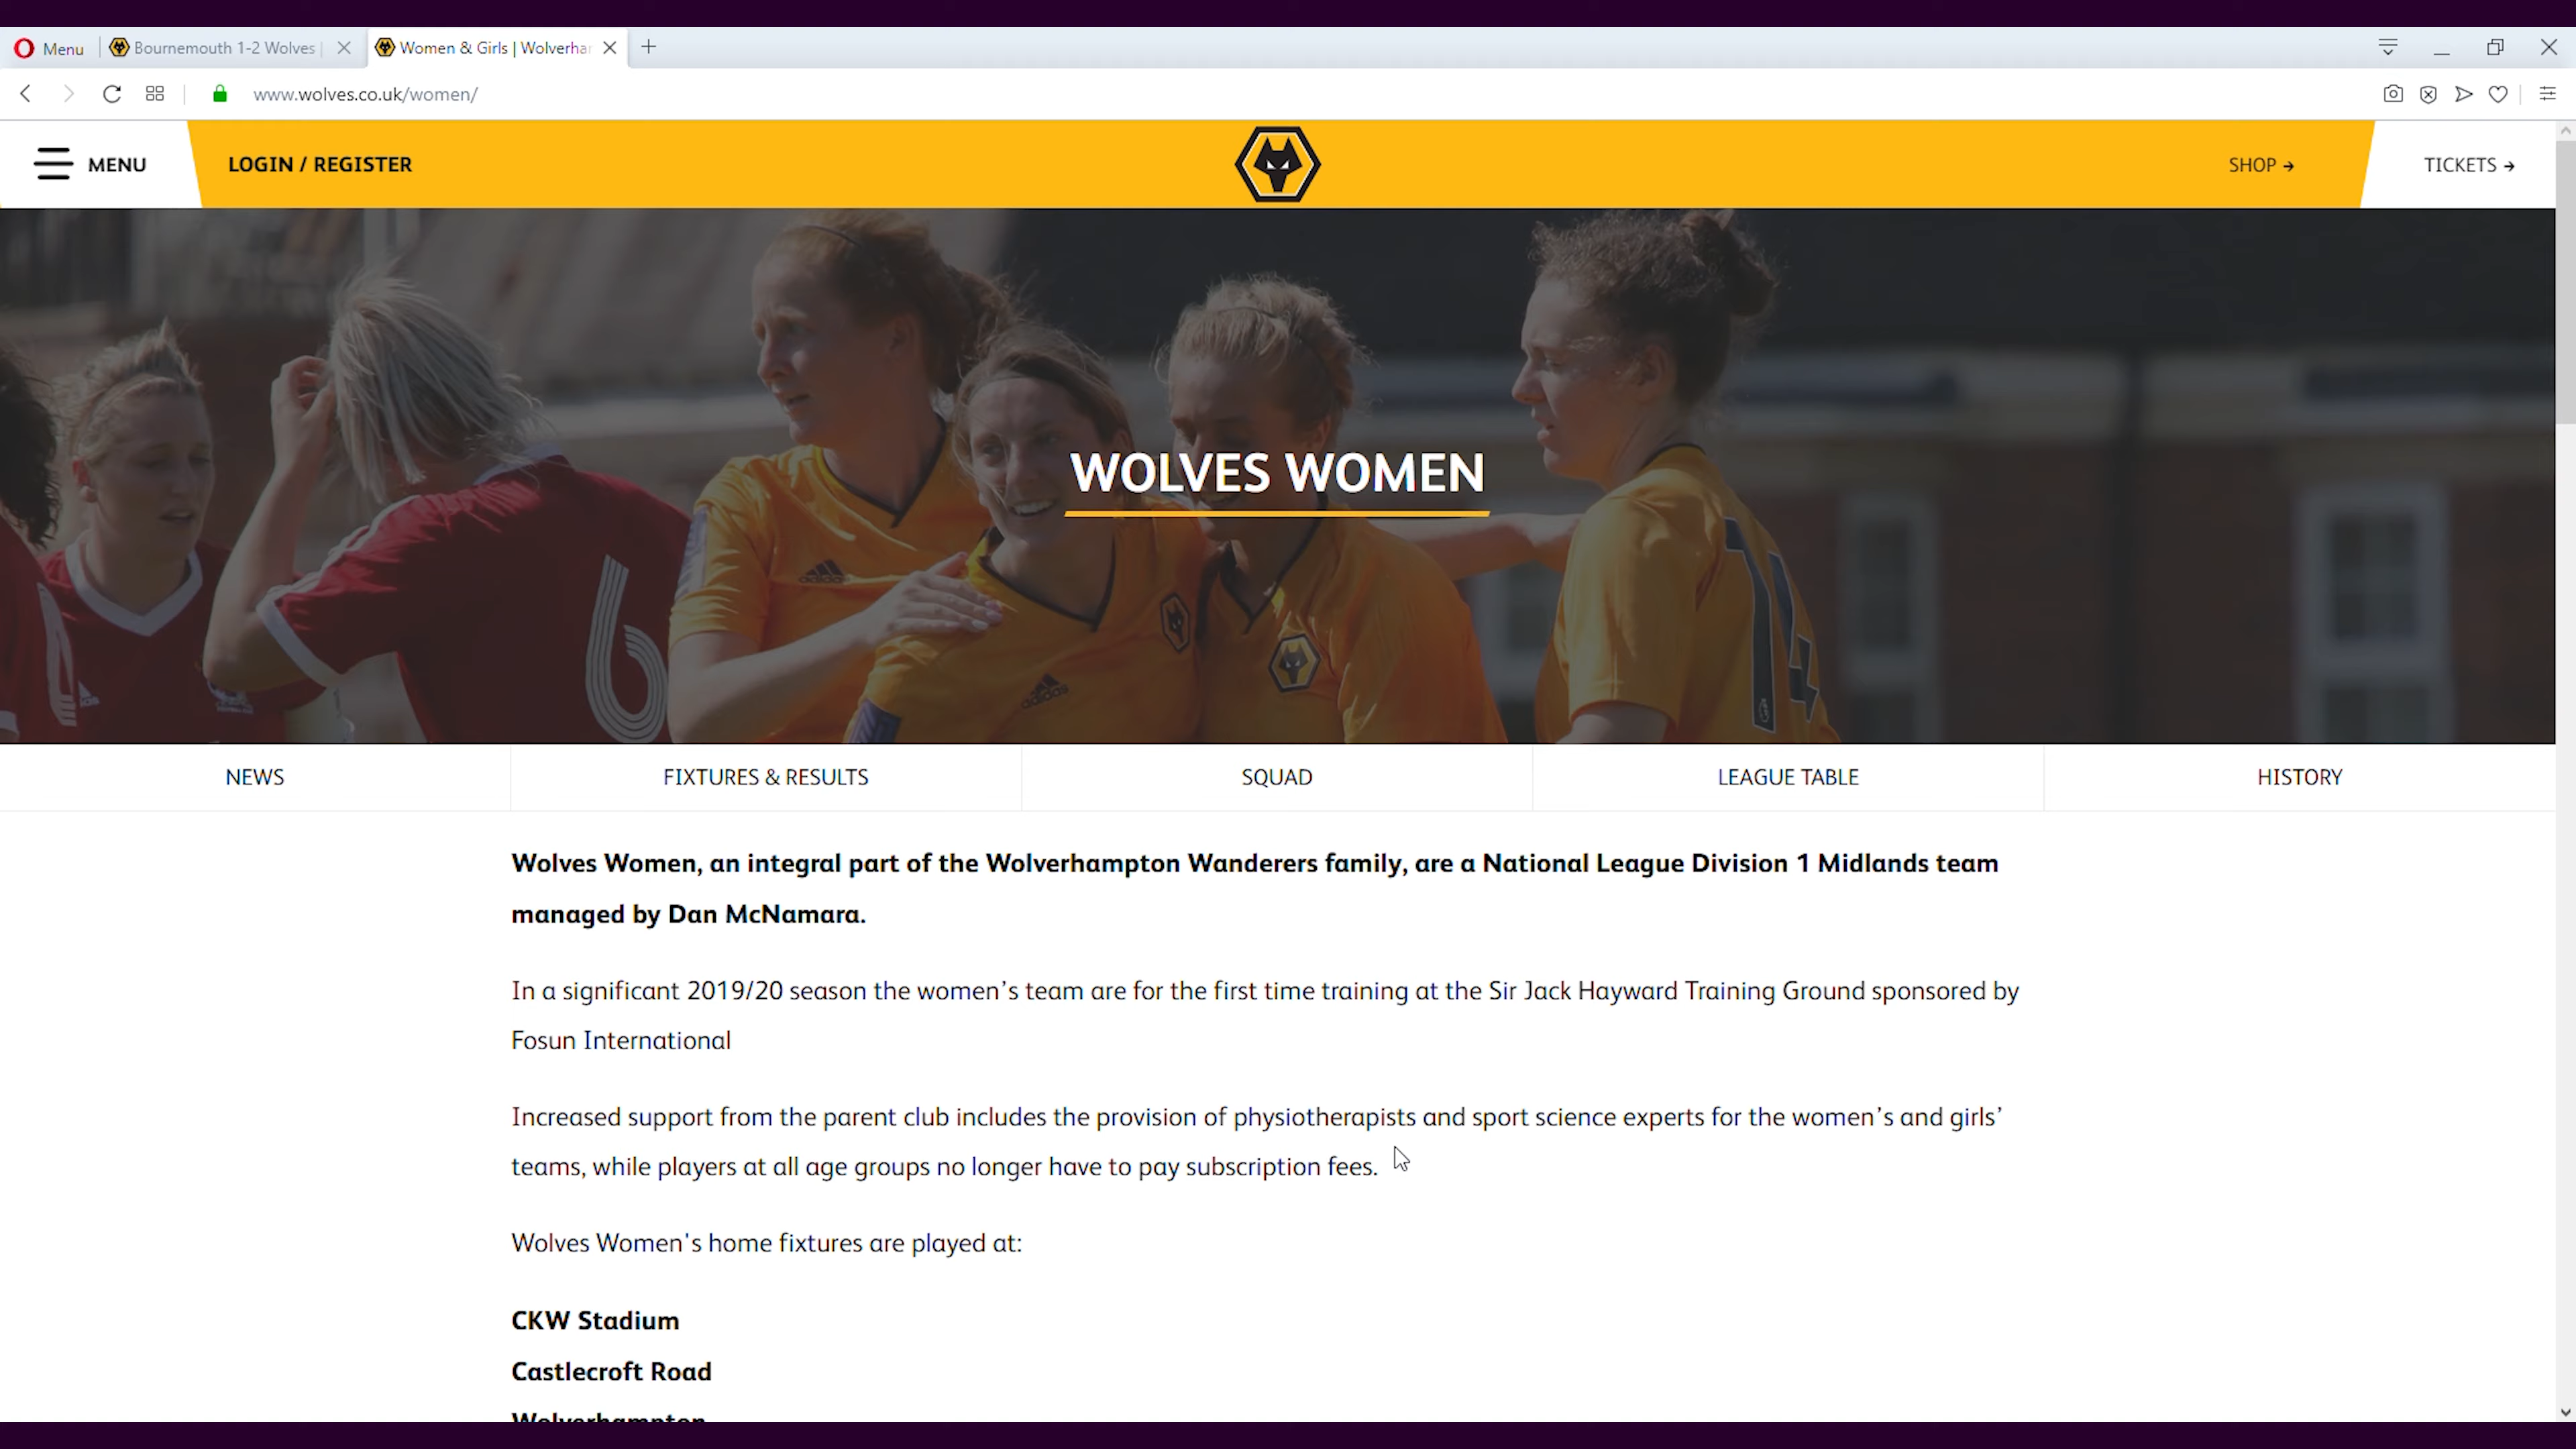 Menu
Bournemouth 1-2 Wolves |
Women & Girls | Wolverha
www.wolves.co.uk/women/
MENU
LOGIN / REGISTER
SHOP →
TICKETS →
WOLVES WOMEN
adidas
adidas
6
14
NEWS
FIXTURES & RESULTS
SQUAD
LEAGUE TABLE
HISTORY
Wolves Women, an integral part of the Wolverhampton Wanderers family, are a National League Division 1 Midlands team
managed by Dan McNamara.
In a significant 2019/20 season the women's team are for the first time training at the Sir Jack Hayward Training Ground sponsored by
Fosun International
Increased support from the parent club includes the provision of physiotherapists and sport science experts for the women's and girls'
teams, while players at all age groups no longer have to pay subscription fees.
Wolves Women's home fixtures are played at:
CKW Stadium
Castlecroft Road
Wolverhampton